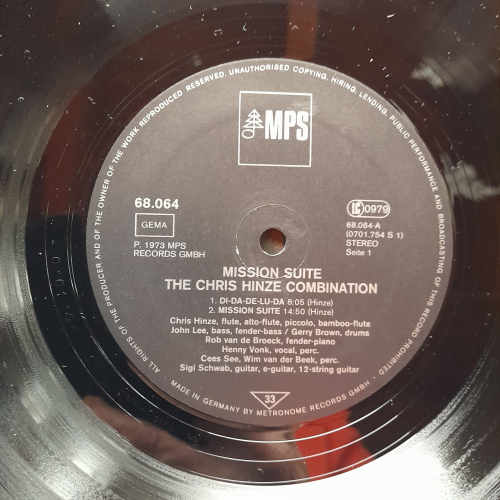 ALL RIGHTS OF THE PRODUCER AND OF THE OWNER OF THE WORK REPRODUCED RESERVED. UNAUTHORISED COPYING, HIRING, LENDING, PUBLIC PERFORMANCE AND BROADCASTING OF THIS RECORD PROHIBITED
MPS
68.064
GEMA
P. 1973 MPS
RECORDS GMBH
LC 0979
68.064-A
(0701.754 S 1)
STEREO
Seite 1
MISSION SUITE
THE CHRIS HINZE COMBINATION
1. DI-DA-DE-LU-DA 8:05 (Hinze)
2. MISSION SUITE 14:50 (Hinze)
Chris Hinze, flute, alto-flute, piccolo, bamboo-flute
John Lee, bass, fender-bass / Gerry Brown, drums
Rob van de Broeck, fender-piano
Henny Vonk, vocal, perc.
Cees See, Wim van der Beek, perc.
Sigi Schwab, guitar, e-guitar, 12-string guitar
33
MADE IN GERMANY BY METRONOME RECORDS GMBH